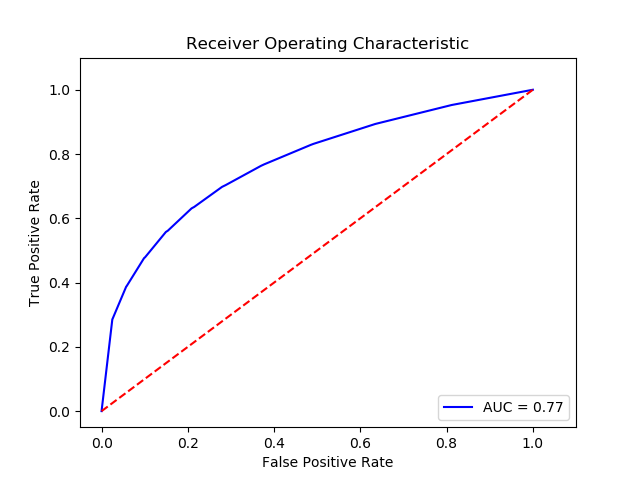 Receiver Operating Characteristic
True Positive Rate
1.0
0.8
0.6
0.4
0.2
0.0
AUC = 0.77
0.0 0.2 0.4 0.6 0.8 1.0
False Positive Rate